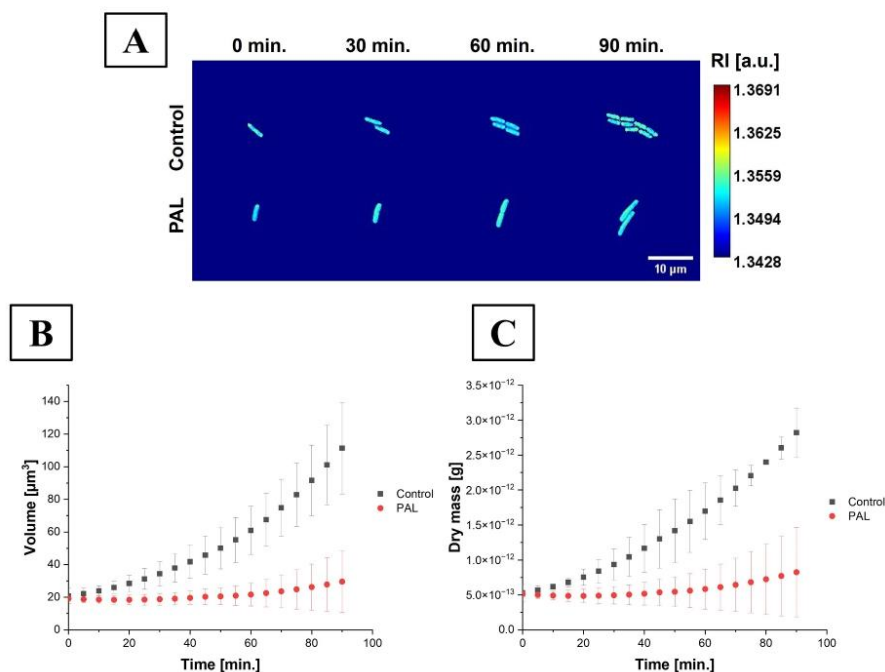 A
0 min. 30 min. 60 min. 90 min.
RI [a.u.]
Control
PAL
1.3691
1.3625
1.3559
1.3494
1.3428
10 µm
B
Volume [µm³]
140
120
100
80
60
40
20
0
0 20 40 60 80 100
Time [min.]
Control
PAL
C
Dry mass [g]
3.5×10⁻¹²
3.0×10⁻¹²
2.5×10⁻¹²
2.0×10⁻¹²
1.5×10⁻¹²
1.0×10⁻¹²
5.0×10⁻¹³
0.0
0 20 40 60 80 100
Time [min.]
Control
PAL